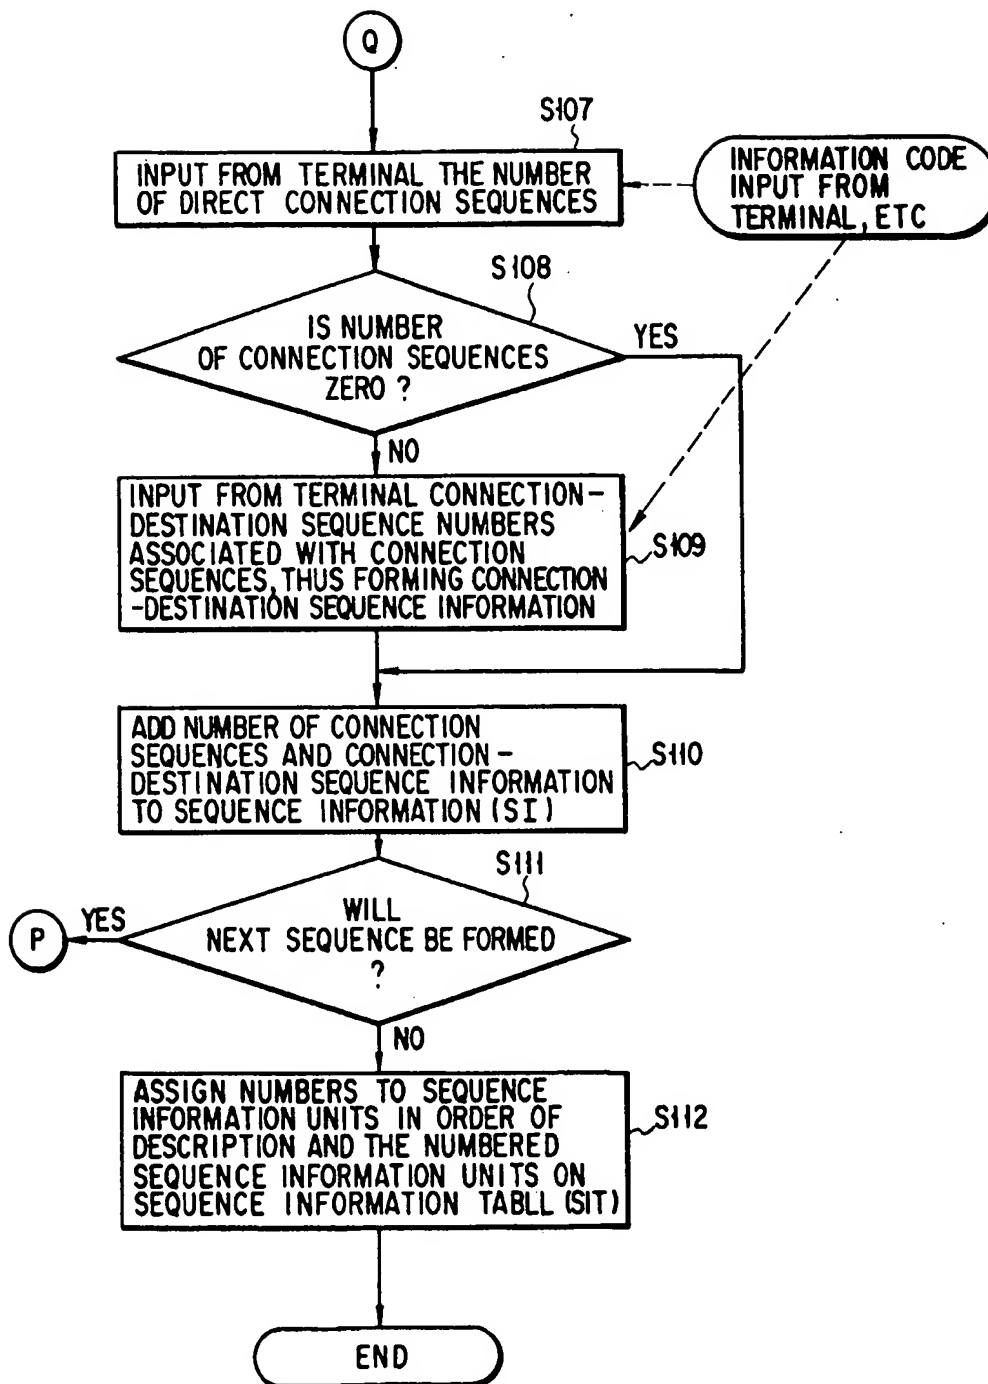 Q
S107
INPUT FROM TERMINAL THE NUMBER
OF DIRECT CONNECTION SEQUENCES
INFORMATION CODE
INPUT FROM
TERMINAL, ETC
S108
IS NUMBER
OF CONNECTION SEQUENCES
ZERO ?
YES
NO
INPUT FROM TERMINAL CONNECTION-
DESTINATION SEQUENCE NUMBERS
ASSOCIATED WITH CONNECTION
SEQUENCES, THUS FORMING CONNECTION
-DESTINATION SEQUENCE INFORMATION
S109
ADD NUMBER OF CONNECTION
SEQUENCES AND CONNECTION-
DESTINATION SEQUENCE INFORMATION
TO SEQUENCE INFORMATION (SI)
S110
S111
WILL
NEXT SEQUENCE BE FORMED
?
YES
P
NO
ASSIGN NUMBERS TO SEQUENCE
INFORMATION UNITS IN ORDER OF
DESCRIPTION AND THE NUMBERED
SEQUENCE INFORMATION UNITS ON
SEQUENCE INFORMATION TABLL (SIT)
S112
END